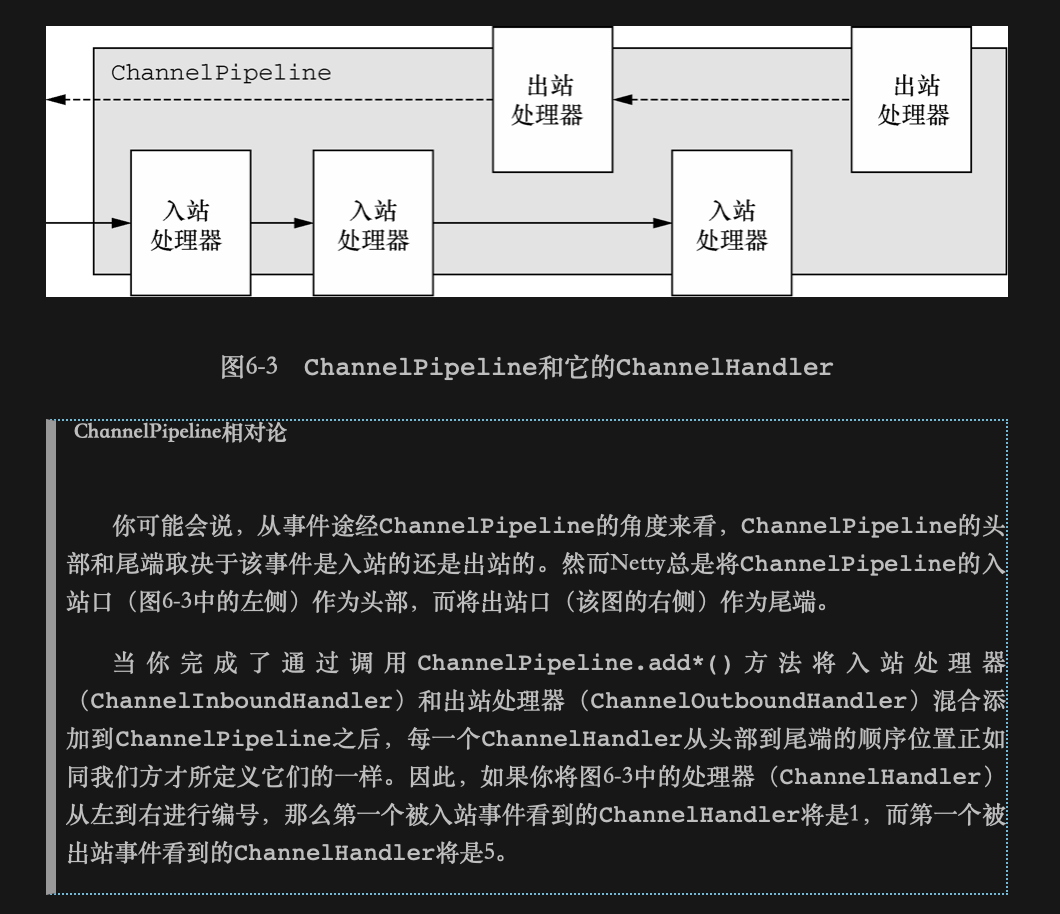 ChannelPipeline
出站
处理器
出站
处理器
入站
处理器
入站
处理器
入站
处理器
图6-3 ChannelPipeline和它的ChannelHandler
ChannelPipeline相对论
你可能会说，从事件途经ChannelPipeline的角度来看，ChannelPipeline的头
部和尾端取决于该事件是入站的还是出站的。然而Netty总是将ChannelPipeline的入
站口（图6-3中的左侧）作为头部，而将出站口（该图的右侧）作为尾端。
当你完成了通过调用ChannelPipeline.add*()方法将入站处理器
（ChannelInboundHandler）和出站处理器（ChannelOutboundHandler）混合添
加到ChannelPipeline之后，每一个ChannelHandler从头部到尾端的顺序位置正如
同我们方才所定义它们的一样。因此，如果你将图6-3中的处理器（ChannelHandler）
从左到右进行编号，那么第一个被入站事件看到的ChannelHandler将是1，而第一个被
出站事件看到的ChannelHandler将是5。